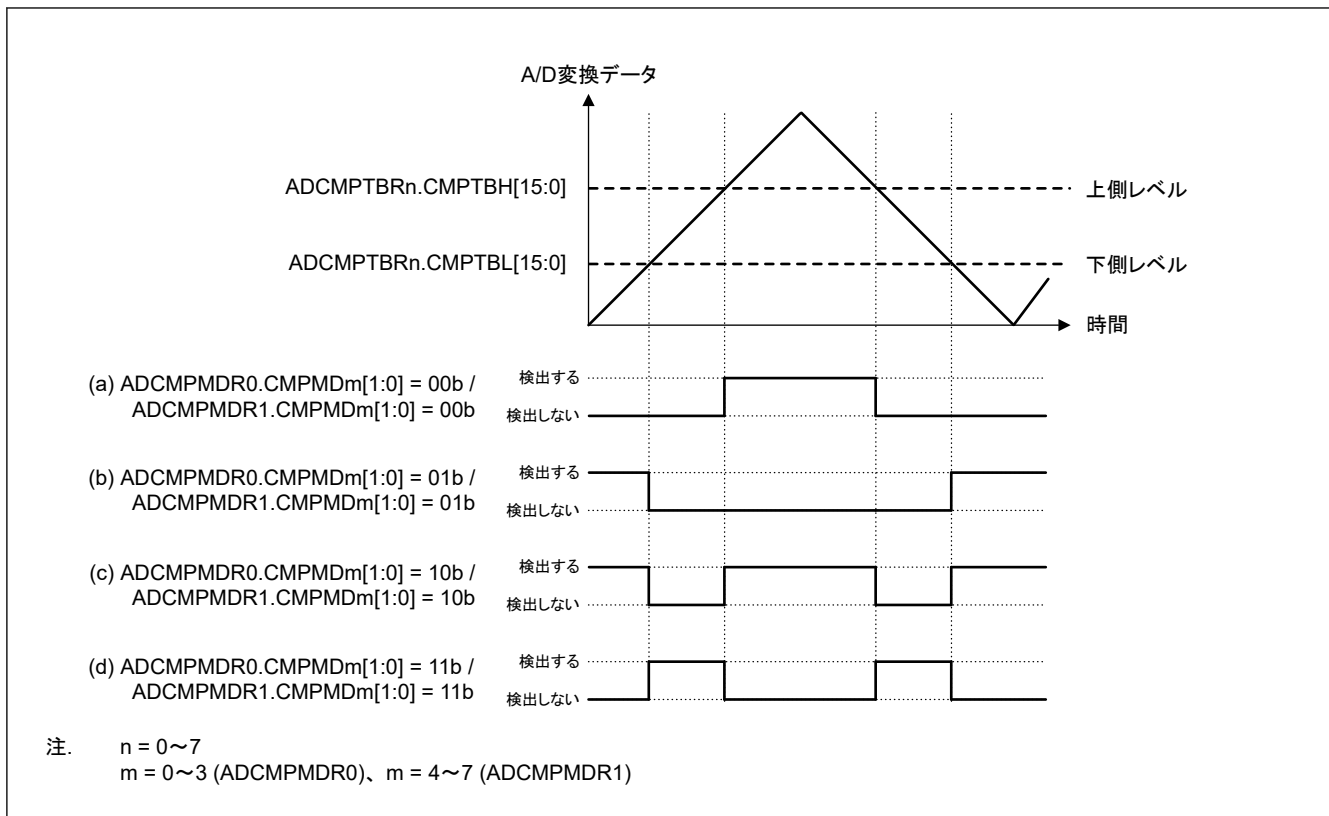 A/D変換データ
ADCMPTBRn.CMPTBH[15:0]
上側レベル
ADCMPTBRn.CMPTBL[15:0]
下側レベル
時間
(a) ADCMPMDR0.CMPMDm[1:0] = 00b /
ADCMPMDR1.CMPMDm[1:0] = 00b
検出する
検出しない
(b) ADCMPMDR0.CMPMDm[1:0] = 01b /
ADCMPMDR1.CMPMDm[1:0] = 01b
検出する
検出しない
(c) ADCMPMDR0.CMPMDm[1:0] = 10b /
ADCMPMDR1.CMPMDm[1:0] = 10b
検出する
検出しない
(d) ADCMPMDR0.CMPMDm[1:0] = 11b /
ADCMPMDR1.CMPMDm[1:0] = 11b
検出する
検出しない
注. n = 0～7
m = 0～3 (ADCMPMDR0)、m = 4～7 (ADCMPMDR1)